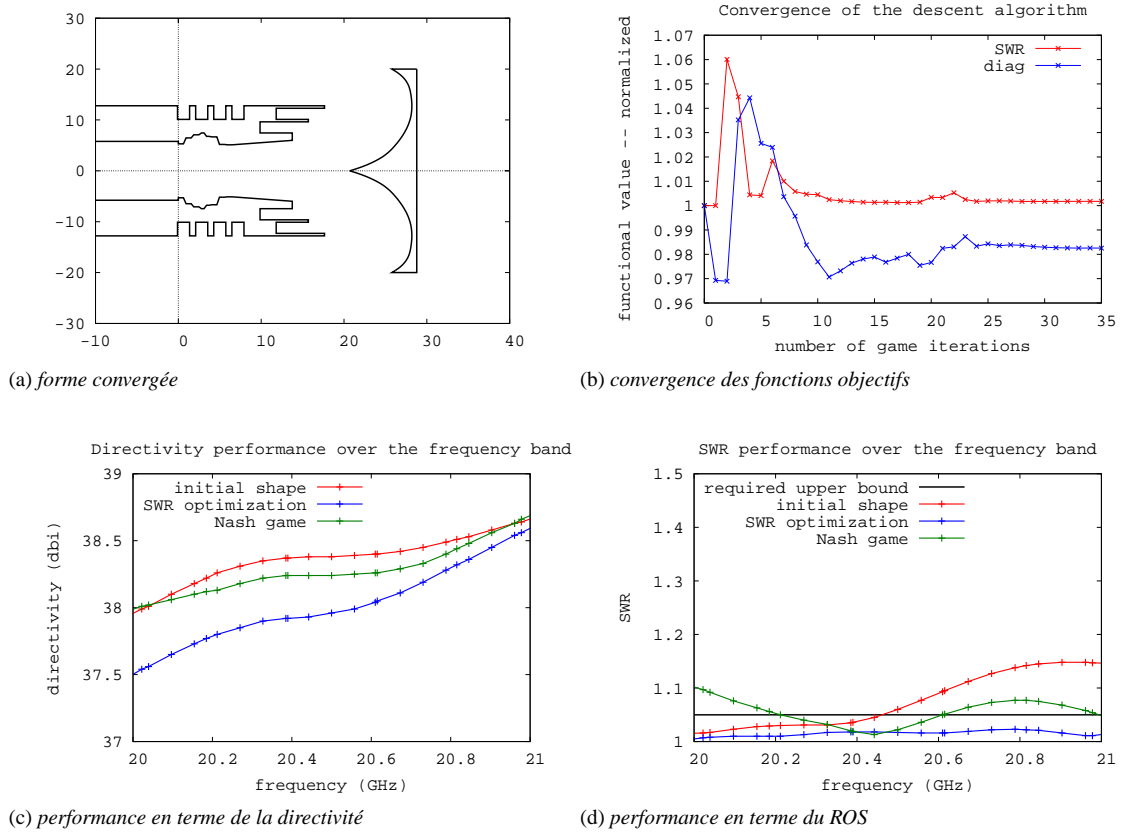 30
20
10
0
-10
-20
-30
-10 0 10 20 30 40
(a) forme convergée
Convergence of the descent algorithm
functional value -- normalized
1.07
1.06
1.05
1.04
1.03
1.02
1.01
1
0.99
0.98
0.97
0.96
SWR
diag
0 5 10 15 20 25 30 35
number of game iterations
(b) convergence des fonctions objectifs
Directivity performance over the frequency band
directivity (dbi)
39
38.5
38
37.5
37
initial shape
SWR optimization
Nash game
20 20.2 20.4 20.6 20.8 21
frequency (GHz)
(c) performance en terme de la directivité
SWR performance over the frequency band
SWR
1.5
1.4
1.3
1.2
1.1
1
required upper bound
initial shape
SWR optimization
Nash game
20 20.2 20.4 20.6 20.8 21
frequency (GHz)
(d) performance en terme du ROS